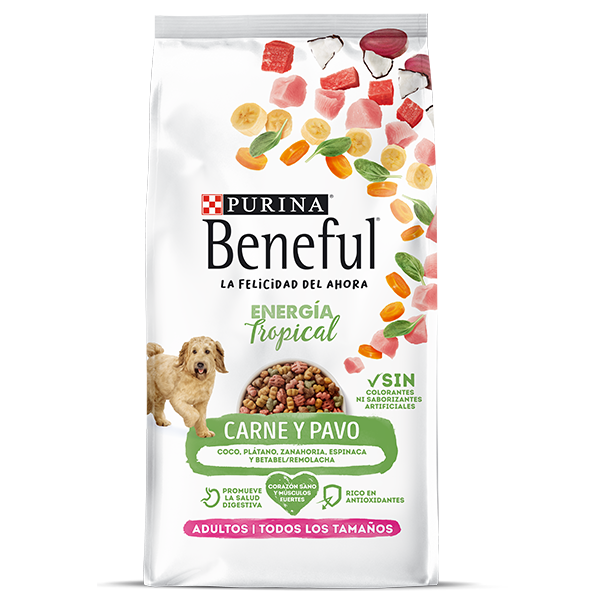 PURINA
Beneful®
LA FELICIDAD DEL AHORA
ENERGÍA
Tropical
✓SIN
COLORANTES
NI SABORIZANTES
ARTIFICIALES
CARNE Y PAVO
COCO, PLÁTANO, ZANAHORIA, ESPINACA
Y BETABEL/REMOLACHA
PROMUEVE
LA SALUD
DIGESTIVA
CORAZÓN SANO
Y MÚSCULOS
FUERTES
RICO EN
ANTIOXIDANTES
ADULTOS | TODOS LOS TAMAÑOS